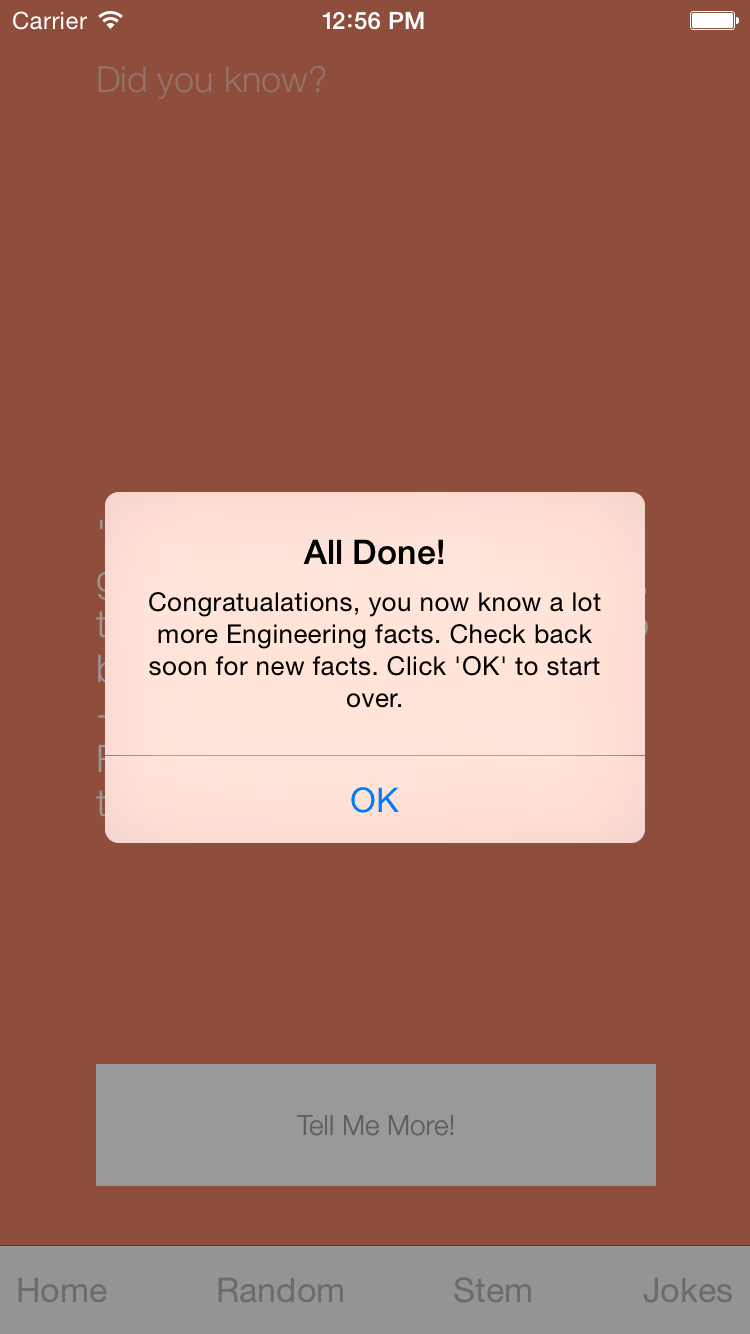 Carrier 12:56 PM
Did you know?
All Done!
Congratualations, you now know a lot
more Engineering facts. Check back
soon for new facts. Click 'OK' to start
over.
OK
Tell Me More!
Home Random Stem Jokes